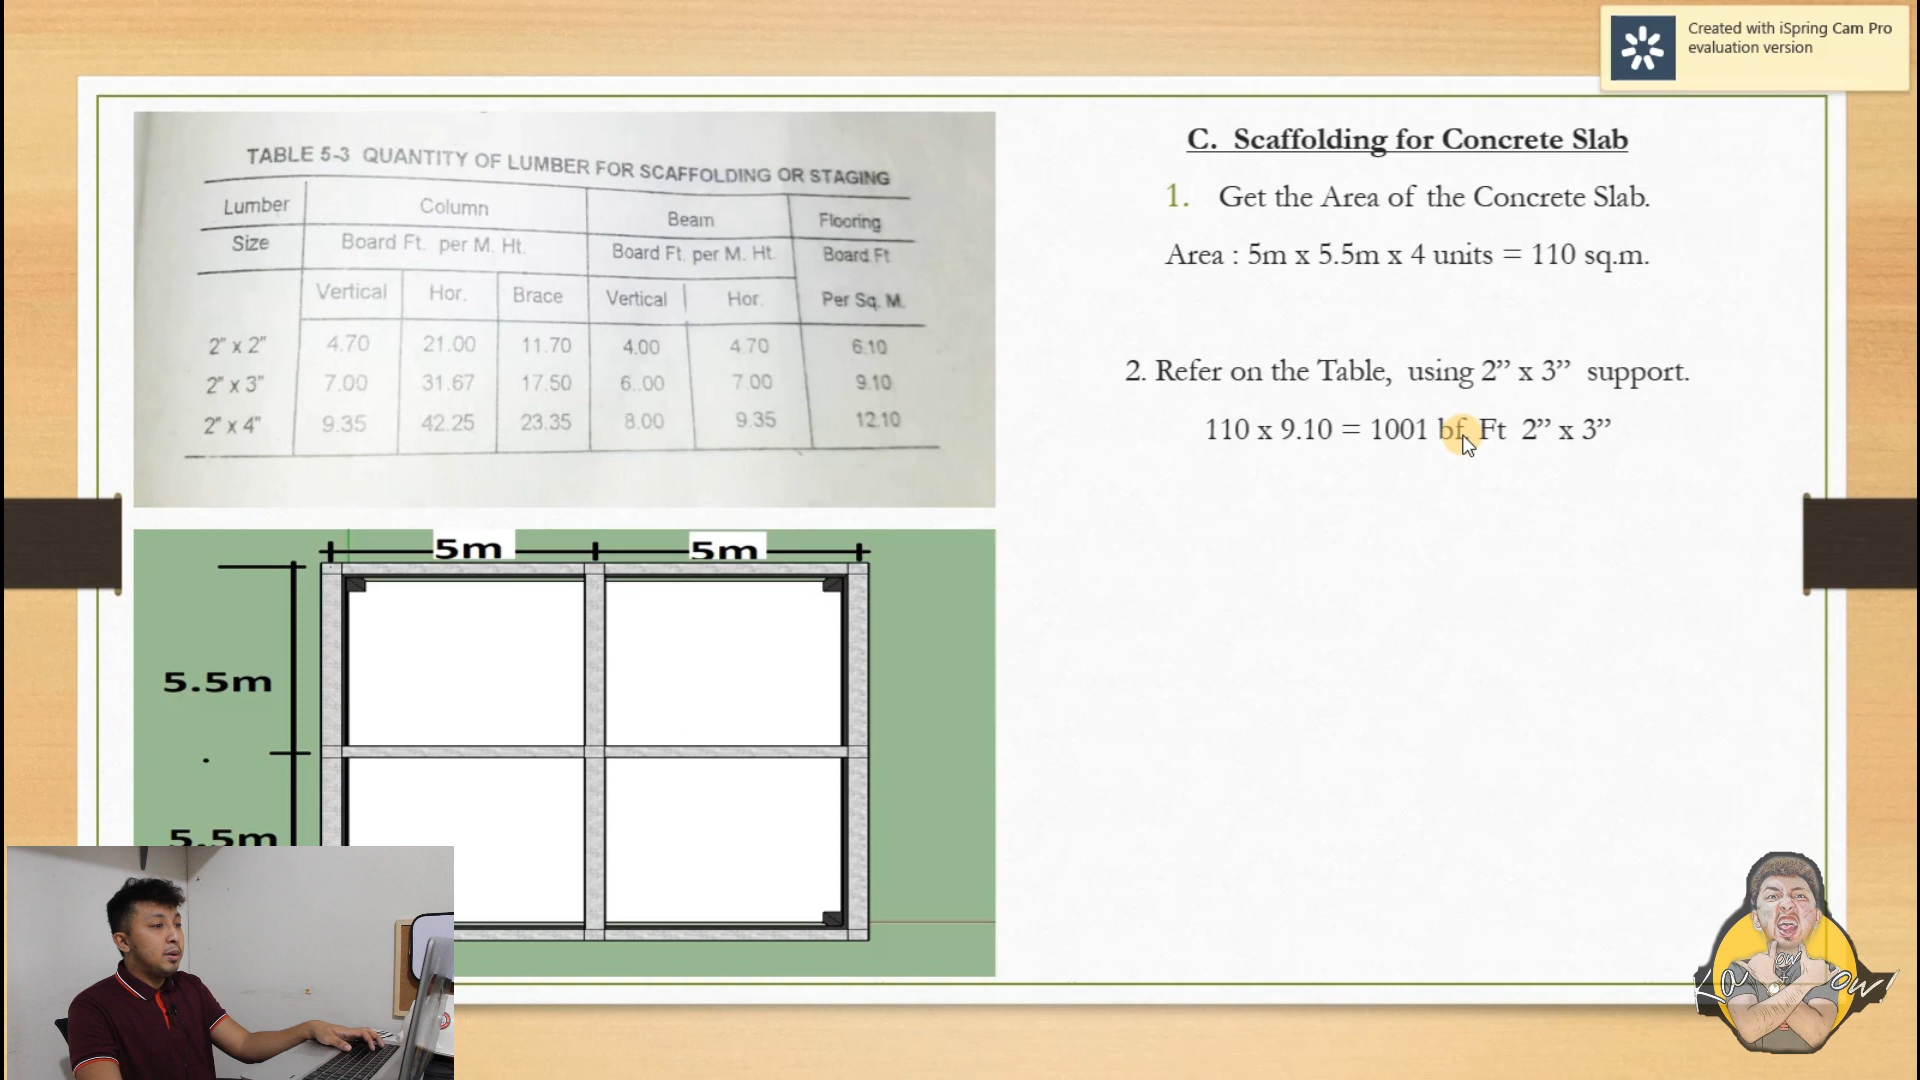 Created with iSpring Cam Pro
evaluation version
TABLE 5-3 QUANTITY OF LUMBER FOR SCAFFOLDING OR STAGING
Lumber Column Beam Flooring
Size Board Ft. per M. Ht. Board Ft. per M. Ht. Board Ft
Vertical Hor. Brace Vertical Hor. Per Sq. M.
2" x 2" 4.70 21.00 11.70 4.00 4.70 6.10
2" x 3" 7.00 31.67 17.50 6..00 7.00 9.10
2" x 4" 9.35 42.25 23.35 8.00 9.35 12.10
C. Scaffolding for Concrete Slab
1. Get the Area of the Concrete Slab.
Area : 5m x 5.5m x 4 units = 110 sq.m.
2. Refer on the Table, using 2” x 3” support.
110 x 9.10 = 1001 bf. Ft 2” x 3”
5m 5m
5.5m
5.5m